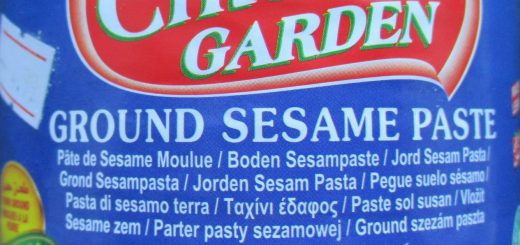 GARDEN
GROUND SESAME PASTE
Pâte de Sesame Moulue / Boden Sesampaste / Jord Sesam Pasta /
Grond Sesampasta / Jorden Sesam Pasta / Pegue suelo sésamo /
Pasta di sesamo terra / Ταχίνι έδαφος / Paste sol susan / Vložit
Sesame zem / Parter pasty sezamowej / Ground szezám paszta